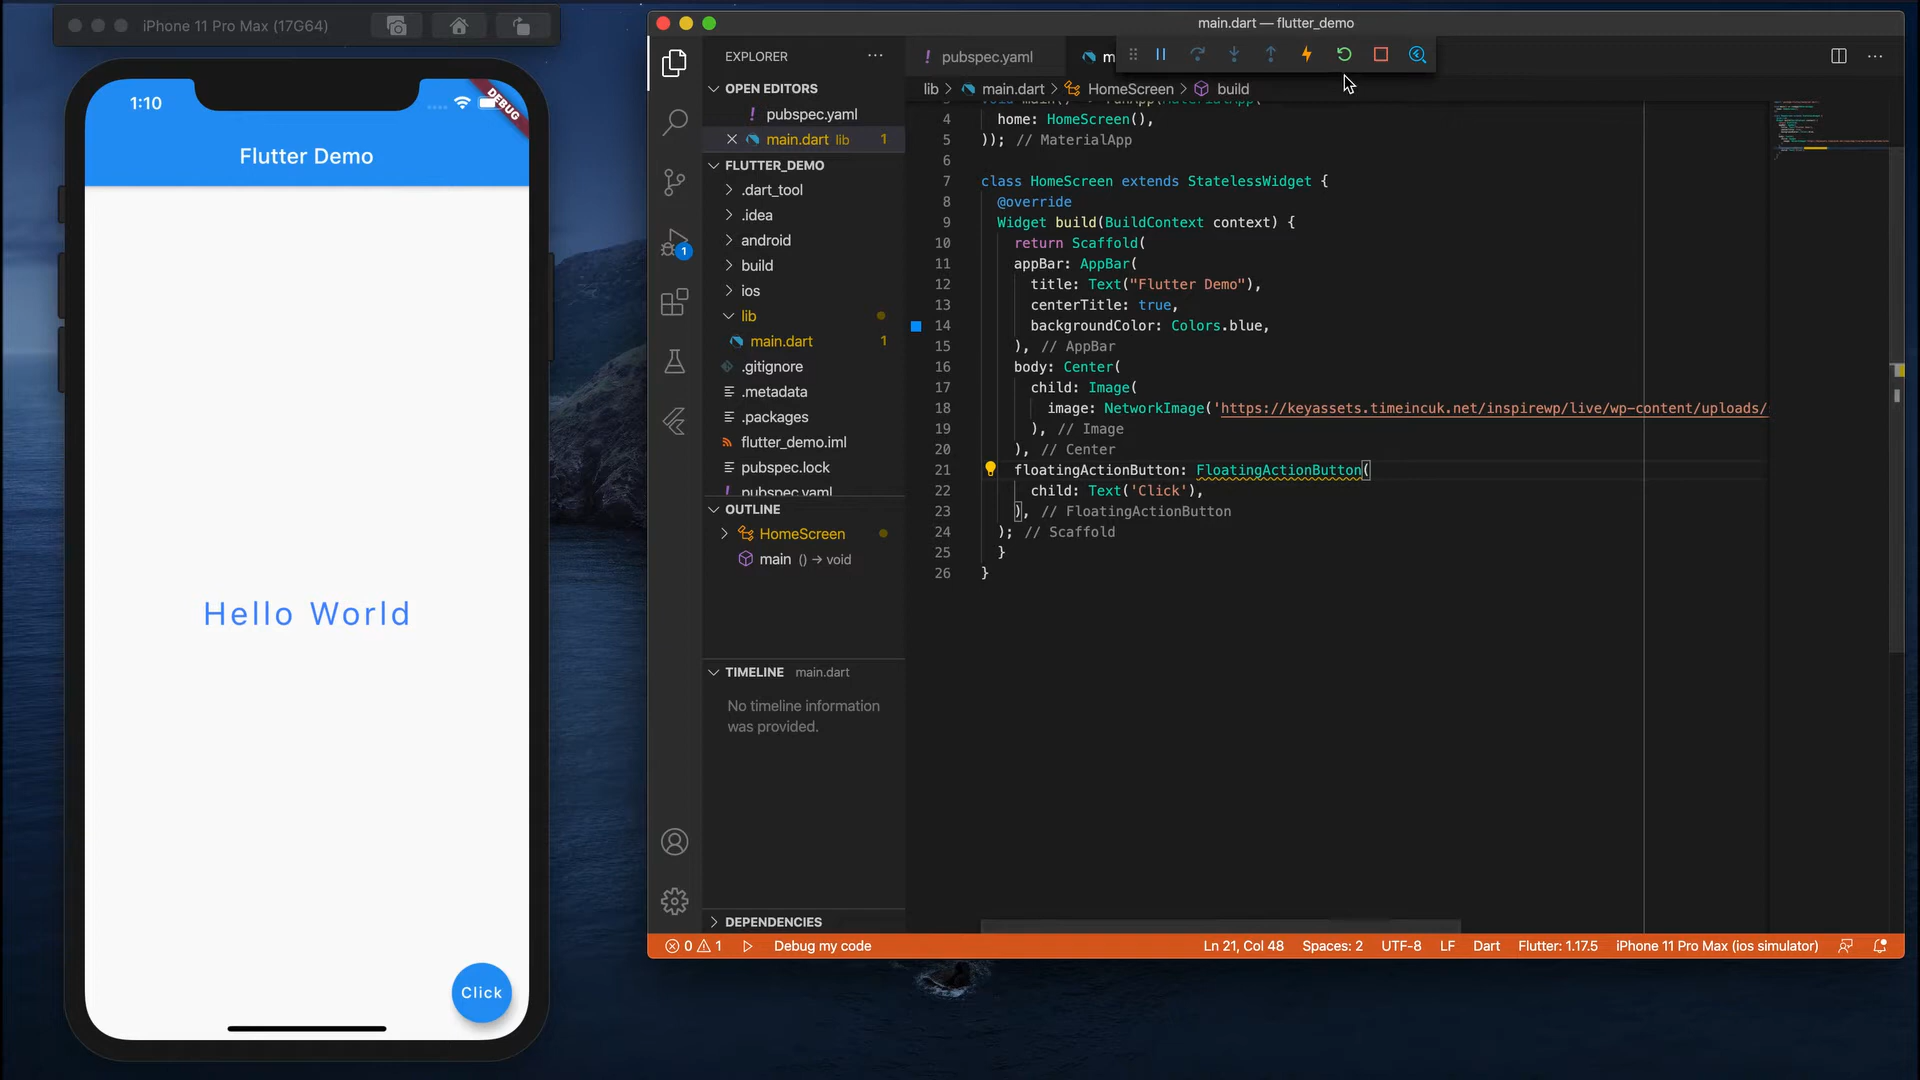 iPhone 11 Pro Max (17G64)
1:10
DEBUG
Flutter Demo
Hello World
Click
main.dart — flutter_demo
EXPLORER
OPEN EDITORS
pubspec.yaml
main.dart lib 1
FLUTTER_DEMO
.dart_tool
.idea
android
build
ios
lib
main.dart 1
.gitignore
.metadata
.packages
flutter_demo.iml
pubspec.lock
pubspec.yaml
OUTLINE
HomeScreen
main () → void
TIMELINE main.dart
No timeline information
was provided.
DEPENDENCIES
1
! pubspec.yaml
m
lib > main.dart > HomeScreen > build
3 void main() => runApp(MaterialApp(
4 home: HomeScreen(),
5 )); // MaterialApp
6
7 class HomeScreen extends StatelessWidget {
8 @override
9 Widget build(BuildContext context) {
10 return Scaffold(
11 appBar: AppBar(
12 title: Text("Flutter Demo"),
13 centerTitle: true,
14 backgroundColor: Colors.blue,
15 ), // AppBar
16 body: Center(
17 child: Image(
18 image: NetworkImage('https://keyassets.timeincuk.net/inspirewp/live/wp-content/uploads/
19 ), // Image
20 ), // Center
21 floatingActionButton: FloatingActionButton(
22 child: Text('Click'),
23 ), // FloatingActionButton
24 ); // Scaffold
25 }
26 }
0 1 Debug my code Ln 21, Col 48 Spaces: 2 UTF-8 LF Dart Flutter: 1.17.5 iPhone 11 Pro Max (ios simulator)